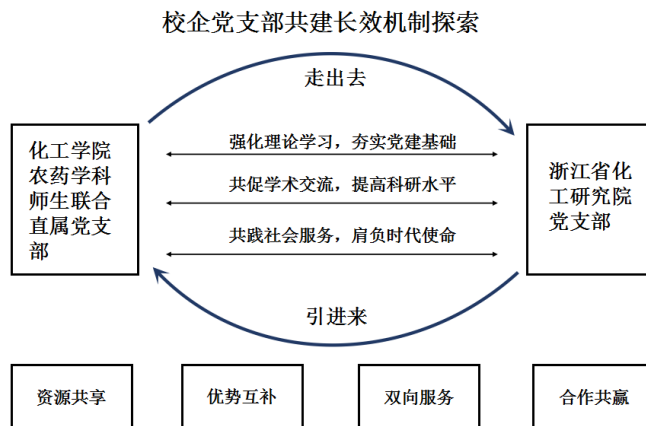 校企党支部共建长效机制探索
走出去
化工学院
农药学科
师生联合
直属党支
部
强化理论学习，夯实党建基础
共促学术交流，提高科研水平
共践社会服务，肩负时代使命
浙江省化
工研究院
党支部
引进来
资源共享
优势互补
双向服务
合作共赢